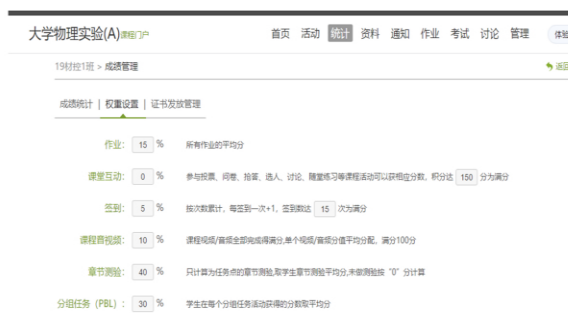 大学物理实验(A)课程门户 首页 活动 统计 资料 通知 作业 考试 讨论 管理 体验
19材控1班 > 成绩管理 返回
成绩统计 | 权重设置 | 证书发放管理
作业: 15 % 所有作业的平均分
课堂互动: 0 % 参与投票、问卷、抢答、选人、讨论、随堂练习等课程活动可以获相应分数，积分达 150 分为满分
签到: 5 % 按次数累计，每签到一次+1，签到数达 15 次为满分
课程音视频: 10 % 课程视频/音频全部完成得满分,单个视频/音频分值平均分配，满分100分
章节测验: 40 % 只计算为任务点的章节测验,取学生章节测验平均分,未做测验按“0”分计算
分组任务（PBL）: 30 % 学生在每个分组任务活动获得的分数取平均分